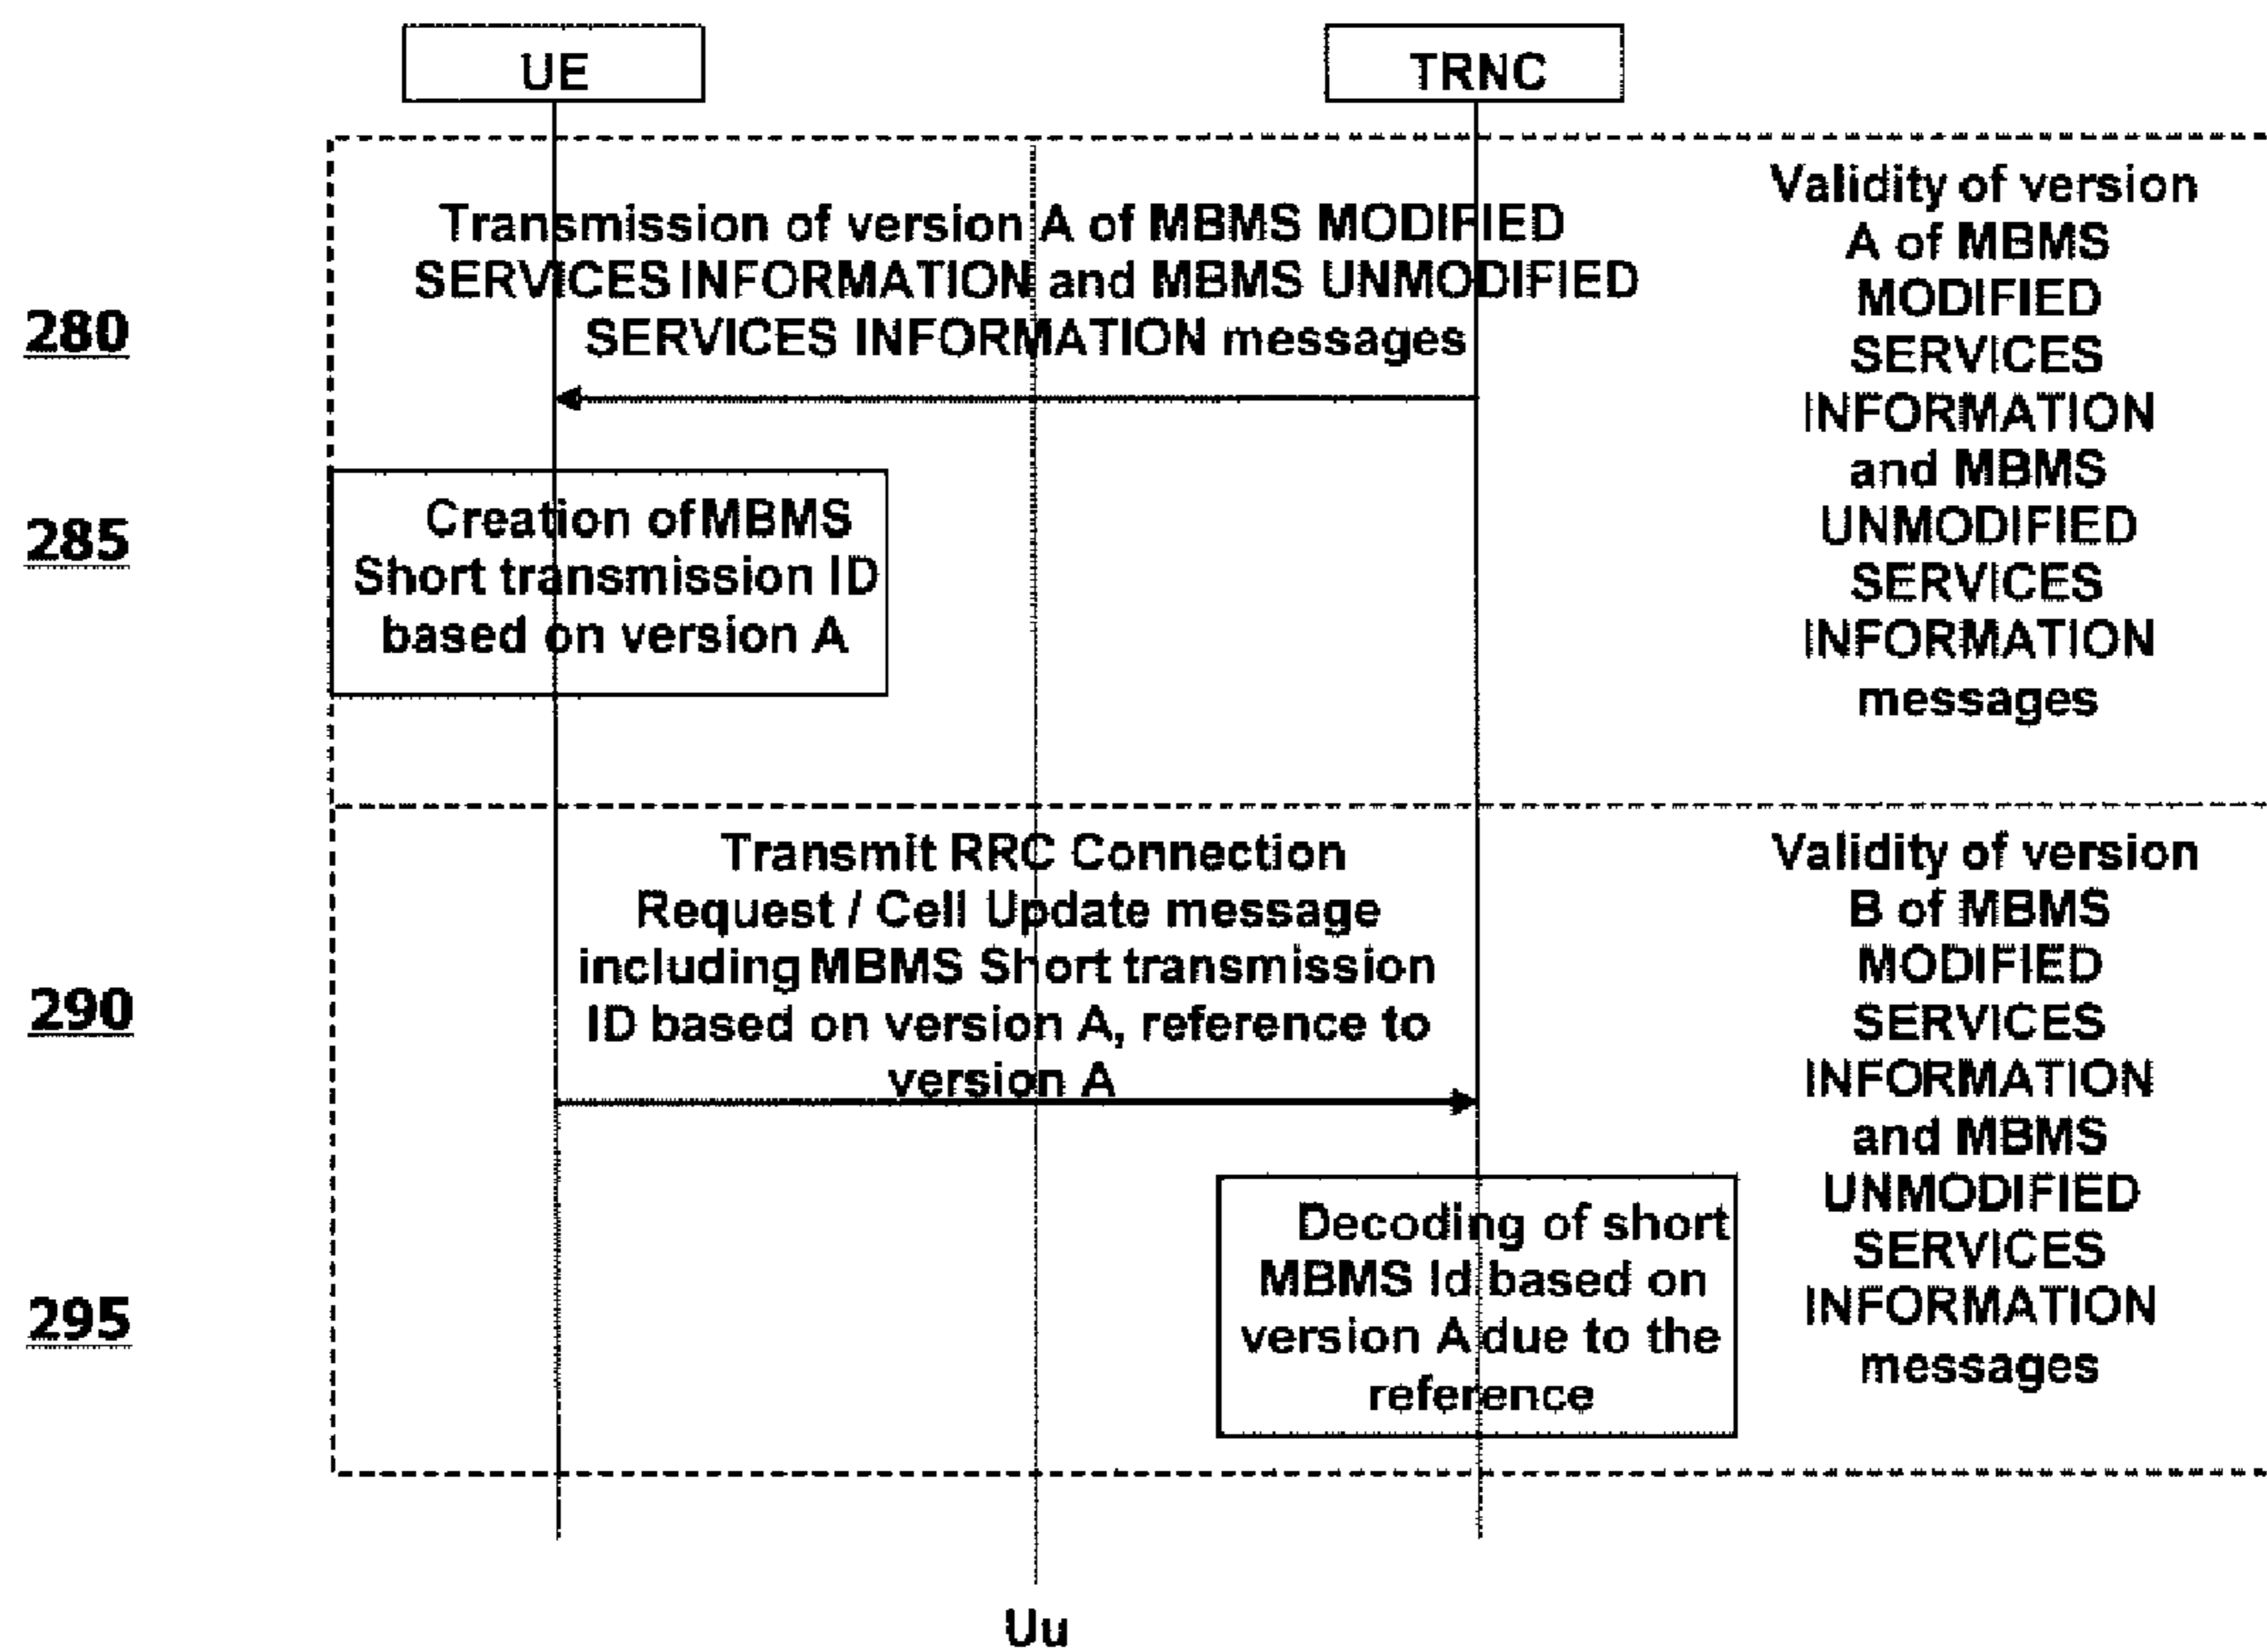 UE
TRNC
Transmission of version A of MBMS MODIFIED
SERVICES INFORMATION and MBMS UNMODIFIED
SERVICES INFORMATION messages
280
Validity of version
A of MBMS
MODIFIED
SERVICES
INFORMATION
and MBMS
UNMODIFIED
SERVICES
INFORMATION
messages
285
Creation of MBMS
Short transmission ID
based on version A
290
Transmit RRC Connection
Request / Cell Update message
including MBMS Short transmission
ID based on version A, reference to
version A
Validity of version
B of MBMS
MODIFIED
SERVICES
INFORMATION
and MBMS
UNMODIFIED
SERVICES
INFORMATION
messages
295
Decoding of short
MBMS Id based on
version A due to the
reference
Uu